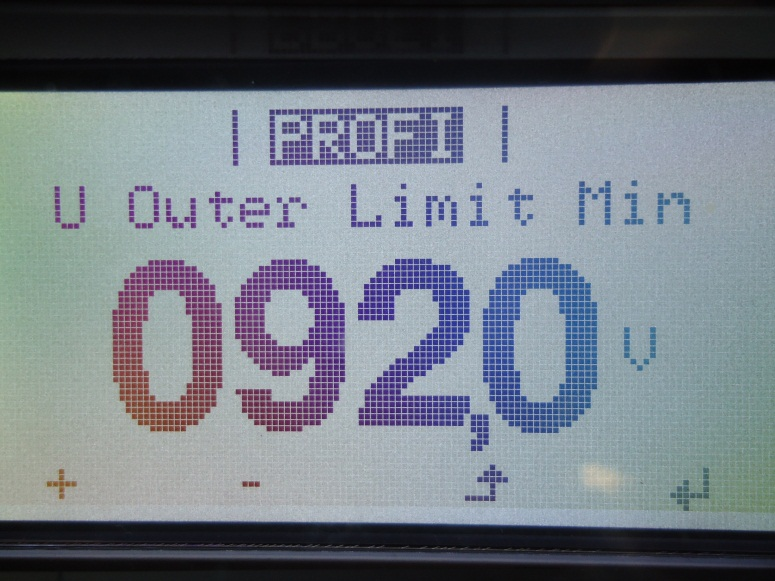 | PROFI |
U Outer Limit Min
092,0 V
+ -